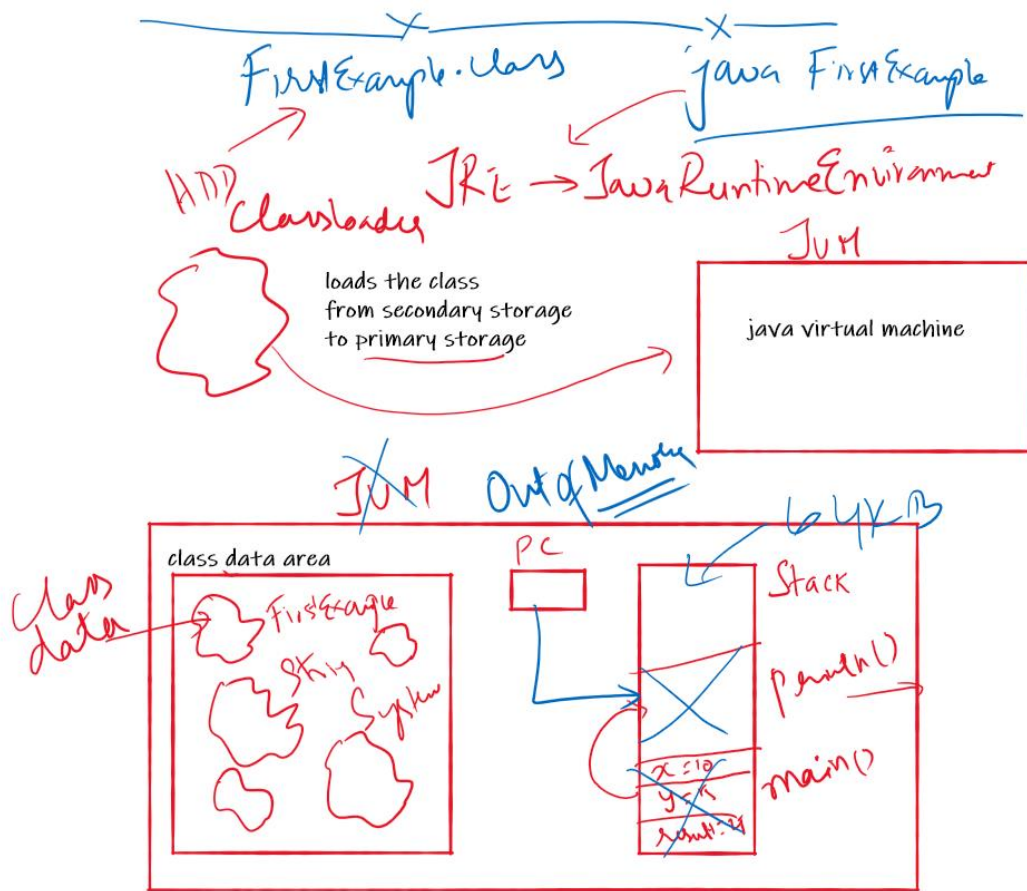 FirstExample.class
java FirstExample
HDD
JRE → JavaRuntimeEnvironment
Classloader
JVM
loads the class
from secondary storage
to primary storage
java virtual machine
JVM
Out of Memory
64KB
class data area
PC
Stack
Class
data
FirstExample
String
System
println()
x=10
main()
y=
result=